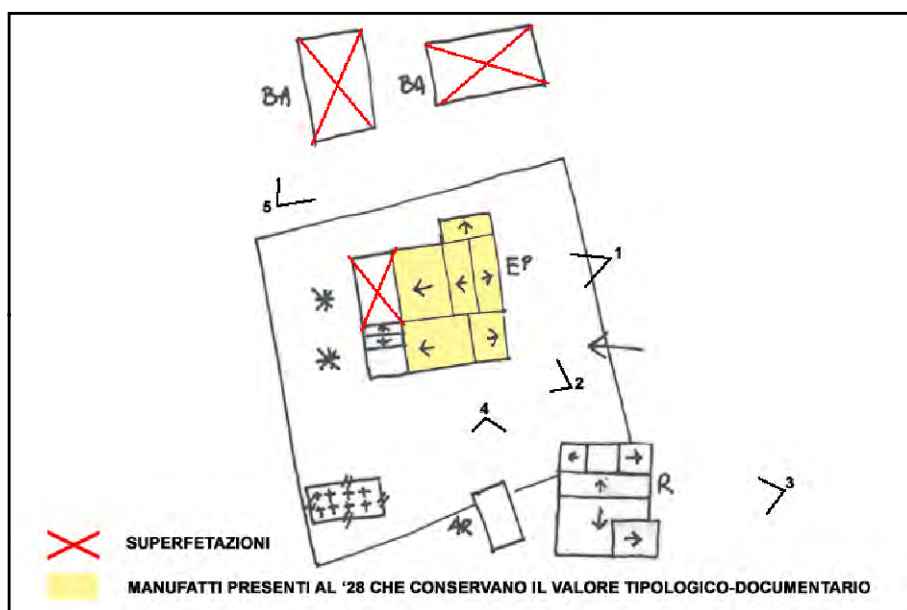 BA
BA
5
EP
1
2
4
3
R
AR
SUPERFETAZIONI
MANUFATTI PRESENTI AL '28 CHE CONSERVANO IL VALORE TIPOLOGICO-DOCUMENTARIO